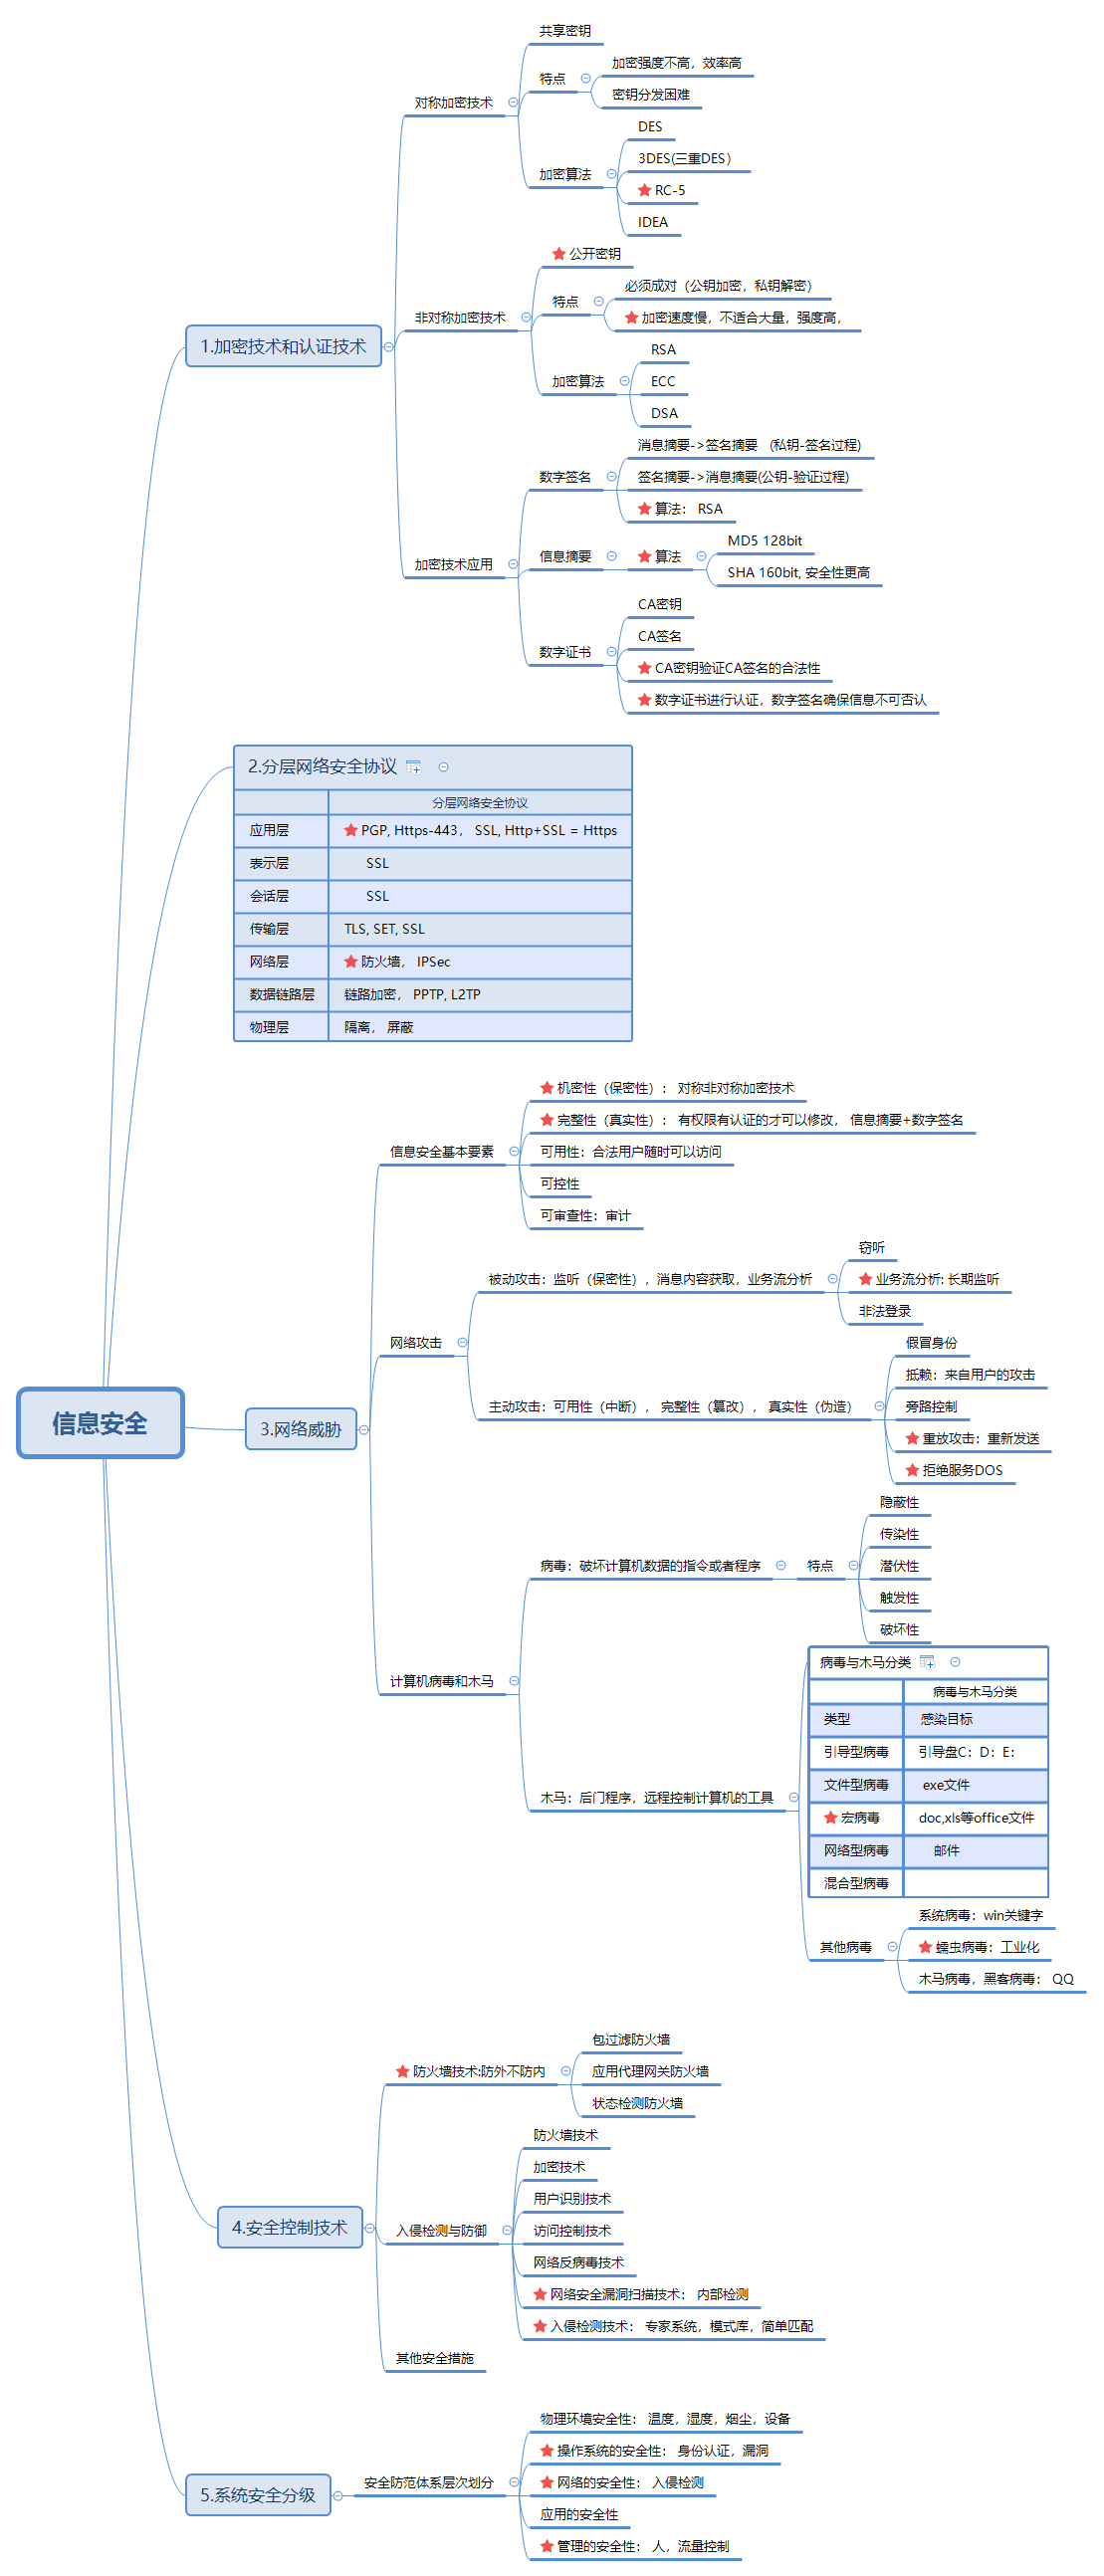 共享密钥
加密强度不高，效率高
特点
密钥分发困难
对称加密技术
DES
3DES(三重DES）
加密算法
RC-5
IDEA
公开密钥
必须成对（公钥加密，私钥解密）
特点
加密速度慢，不适合大量，强度高，
非对称加密技术
1.加密技术和认证技术
RSA
加密算法
ECC
DSA
消息摘要->签名摘要 (私钥-签名过程)
数字签名
签名摘要->消息摘要(公钥-验证过程)
算法： RSA
MD5 128bit
信息摘要
算法
加密技术应用
SHA 160bit, 安全性更高
CA密钥
CA签名
数字证书
CA密钥验证CA签名的合法性
数字证书进行认证，数字签名确保信息不可否认
2.分层网络安全协议
分层网络安全协议
应用层 PGP, Https-443， SSL, Http+SSL = Https
表示层 SSL
会话层 SSL
传输层 TLS, SET, SSL
网络层 防火墙， IPSec
数据链路层 链路加密， PPTP, L2TP
物理层 隔离， 屏蔽
机密性（保密性）： 对称非对称加密技术
完整性（真实性）： 有权限有认证的才可以修改， 信息摘要+数字签名
信息安全基本要素
可用性：合法用户随时可以访问
可控性
可审查性：审计
窃听
被动攻击：监听（保密性），消息内容获取，业务流分析
业务流分析: 长期监听
非法登录
网络攻击
假冒身份
抵赖：来自用户的攻击
主动攻击：可用性（中断）， 完整性（篡改）， 真实性（伪造）
旁路控制
重放攻击：重新发送
拒绝服务DOS
信息安全
3.网络威胁
隐蔽性
传染性
病毒：破坏计算机数据的指令或者程序
特点
潜伏性
触发性
破坏性
计算机病毒和木马
病毒与木马分类
病毒与木马分类
类型 感染目标
引导型病毒 引导盘C：D：E：
文件型病毒 exe文件
木马：后门程序，远程控制计算机的工具
宏病毒 doc,xls等office文件
网络型病毒 邮件
混合型病毒
系统病毒：win关键字
其他病毒
蠕虫病毒：工业化
木马病毒，黑客病毒： QQ
包过滤防火墙
防火墙技术:防外不防内
应用代理网关防火墙
状态检测防火墙
防火墙技术
加密技术
用户识别技术
4.安全控制技术
入侵检测与防御
访问控制技术
网络反病毒技术
网络安全漏洞扫描技术： 内部检测
入侵检测技术： 专家系统，模式库，简单匹配
其他安全措施
物理环境安全性： 温度，湿度，烟尘，设备
操作系统的安全性： 身份认证，漏洞
5.系统安全分级
安全防范体系层次划分
网络的安全性： 入侵检测
应用的安全性
管理的安全性： 人，流量控制